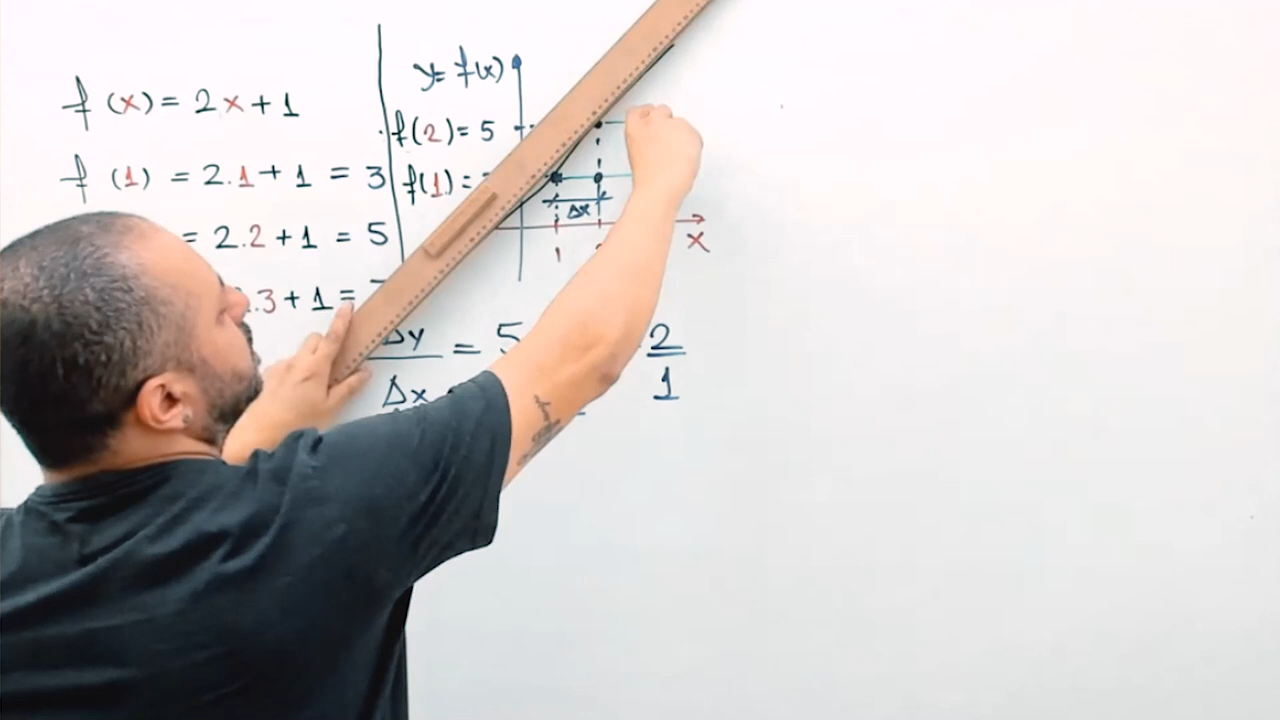 f (x) = 2x + 1
f (1) = 2.1 + 1 = 3
= 2.2 + 1 = 5
.3 + 1 =
y = f(x)
f(2) = 5
f(1) =
Δx
1
x
Δy
Δx
= 5
2
1